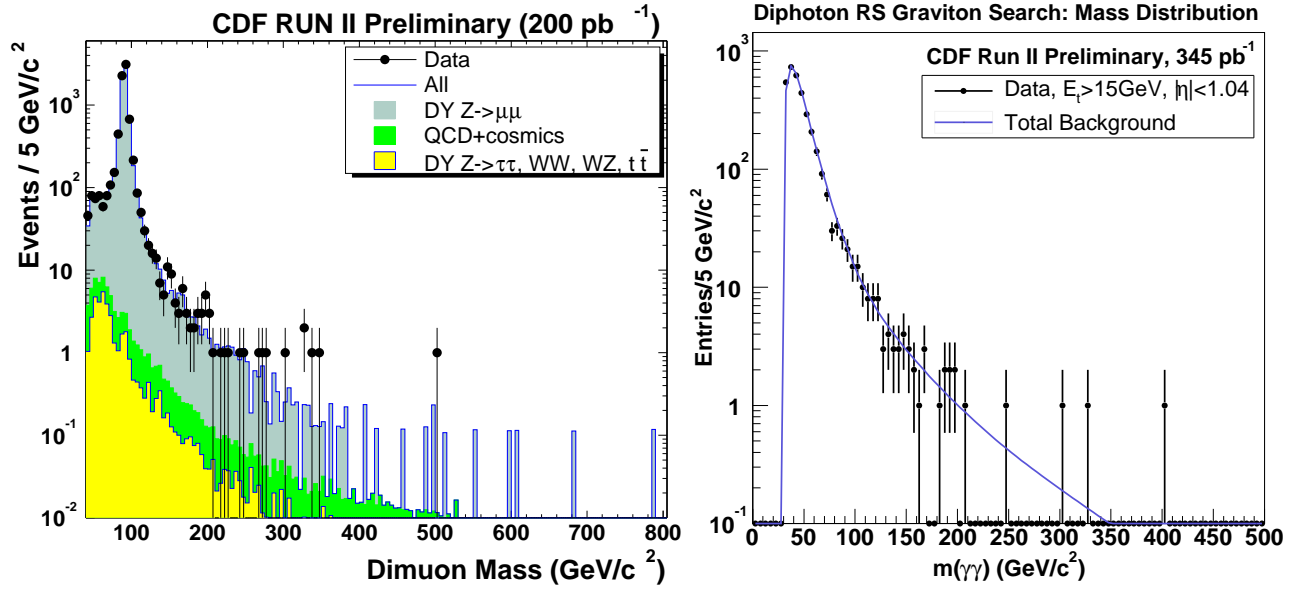 CDF RUN II Preliminary (200 pb⁻¹)
Events / 5 GeV/c²
10³
10²
10
1
10⁻¹
10⁻²
Data
All
DY Z->μμ
QCD+cosmics
DY Z->ττ, WW, WZ, t t̄
100 200 300 400 500 600 700 800
Dimuon Mass (GeV/c²)
Diphoton RS Graviton Search: Mass Distribution
Entries/5 GeV/c²
10³
10²
10
1
10⁻¹
CDF Run II Preliminary, 345 pb⁻¹
Data, Eₜ>15GeV, |η|<1.04
Total Background
0 50 100 150 200 250 300 350 400 450 500
m(γγ) (GeV/c²)